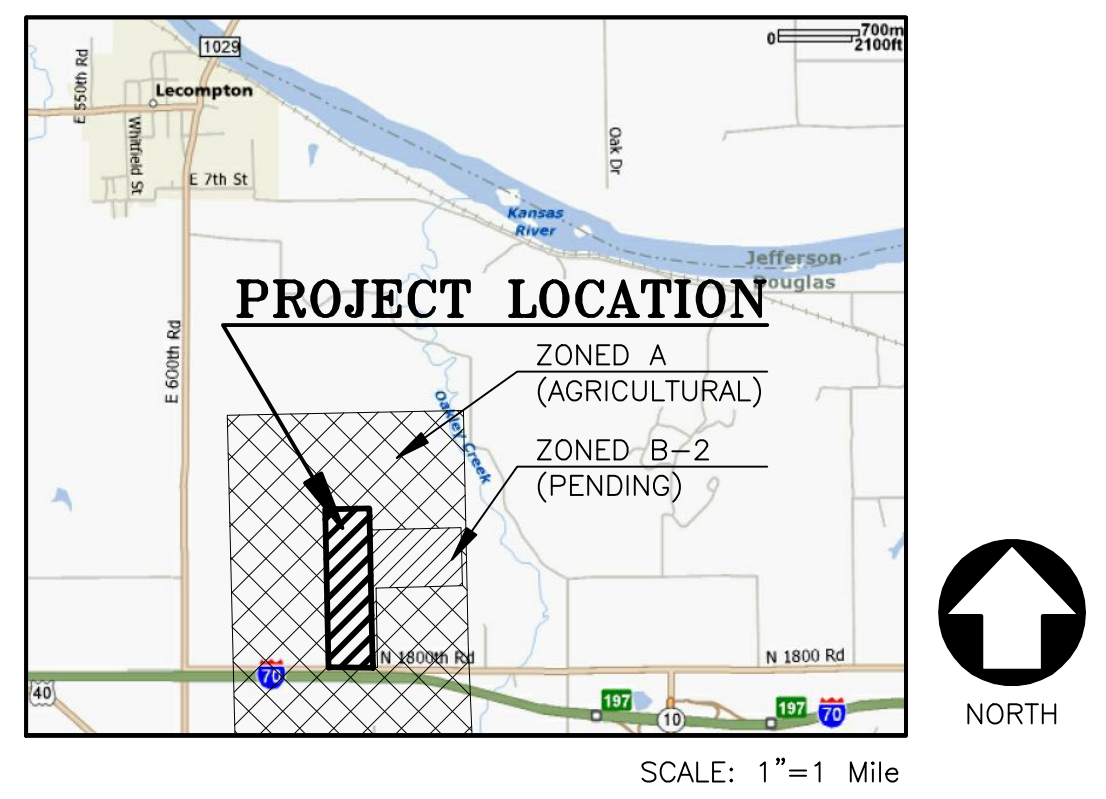 1029
0 700m
2100ft
E 550th Rd
Lecompton
Whitfield St
E 7th St
Oak Dr
Kansas
River
Jefferson
Douglas
PROJECT LOCATION
E 600th Rd
ZONED A
(AGRICULTURAL)
Oakley Creek
ZONED B-2
(PENDING)
N 1800th Rd
N 1800 Rd
70
40
197
10
197
70
NORTH
SCALE: 1"=1 Mile